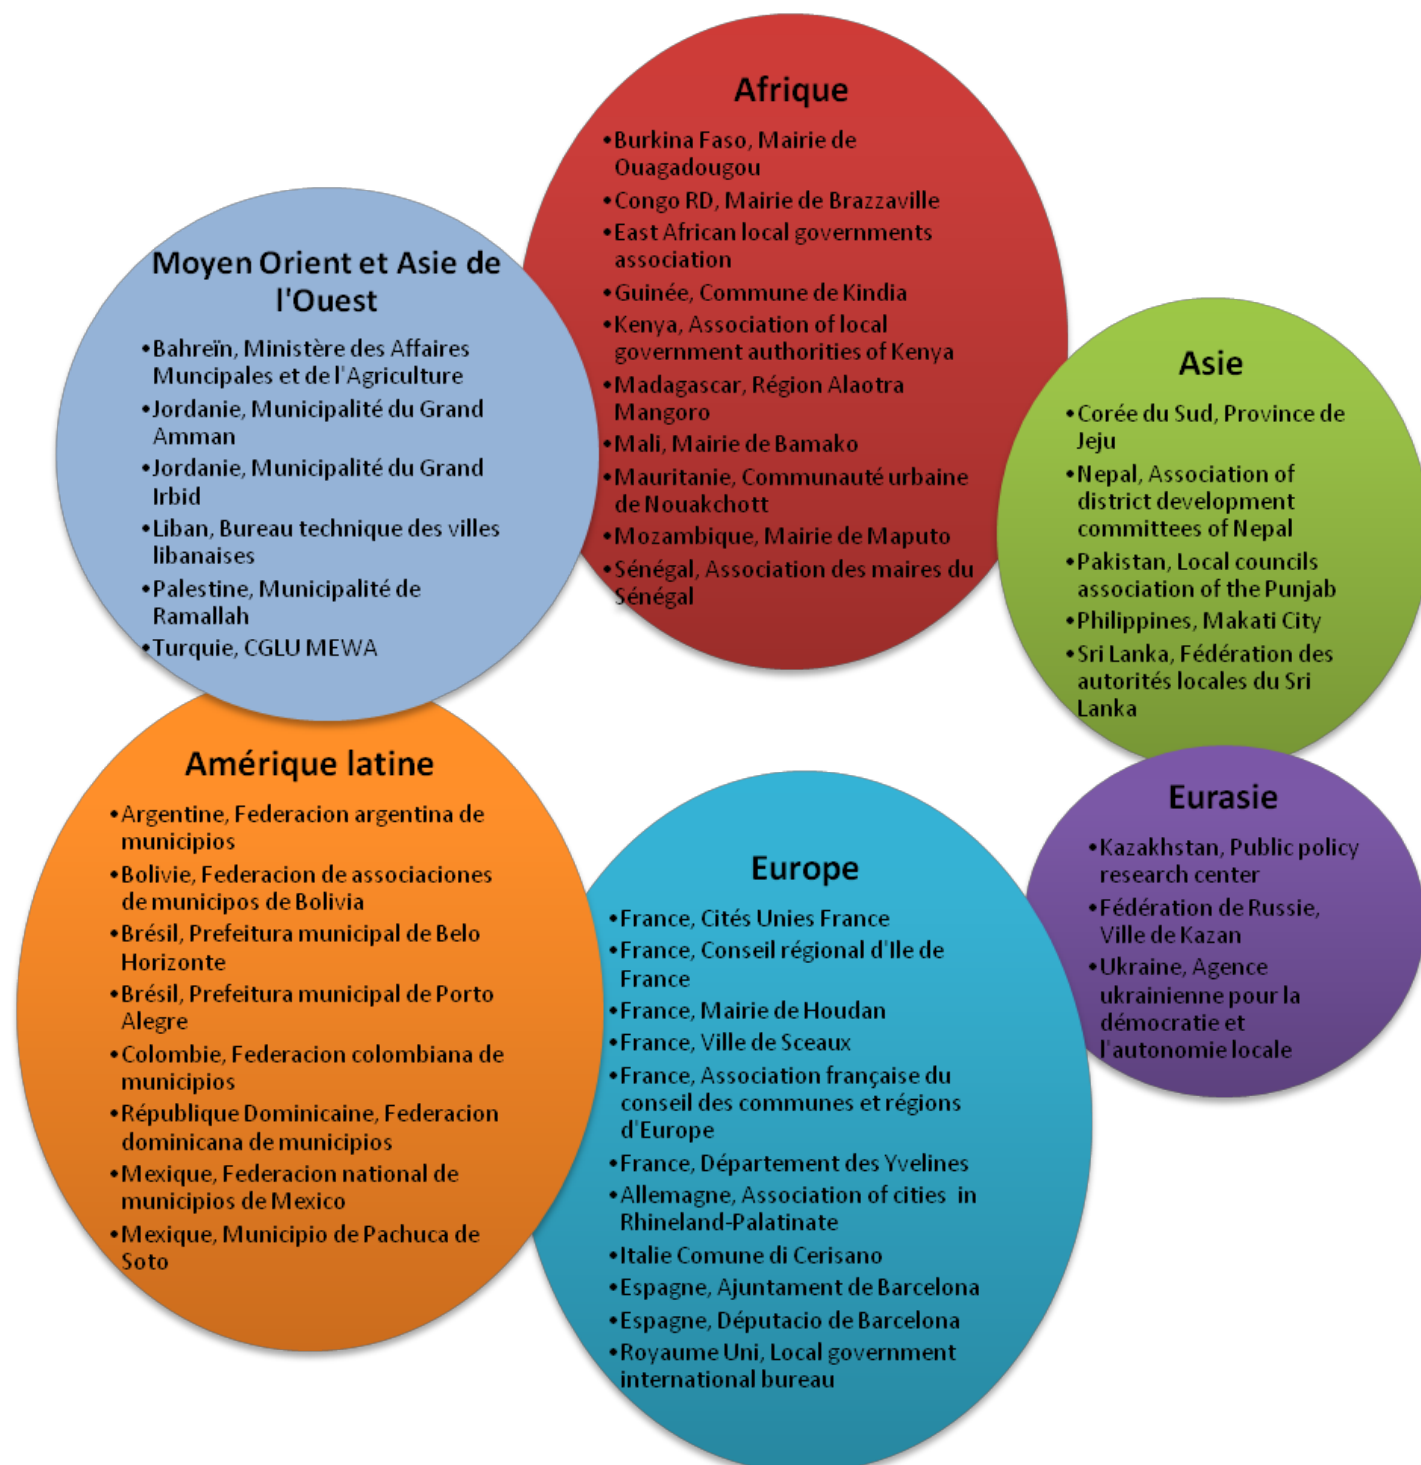 Afrique
•Burkina Faso, Mairie de
Ouagadougou
•Congo RD, Mairie de Brazzaville
•East African local governments
association
•Guinée, Commune de Kindia
•Kenya, Association of local
government authorities of Kenya
•Madagascar, Région Alaotra
Mangoro
•Mali, Mairie de Bamako
•Mauritanie, Communauté urbaine
de Nouakchott
•Mozambique, Mairie de Maputo
•Sénégal, Association des maires du
Sénégal
Asie
•Corée du Sud, Province de
Jeju
•Nepal, Association of
district development
committees of Nepal
•Pakistan, Local councils
association of the Punjab
•Philippines, Makati City
•Sri Lanka, Fédération des
autorités locales du Sri
Lanka
Eurasie
•Kazakhstan, Public policy
research center
•Fédération de Russie,
Ville de Kazan
•Ukraine, Agence
ukrainienne pour la
démocratie et
l'autonomie locale
Europe
•France, Cités Unies France
•France, Conseil régional d'Ile de
France
•France, Mairie de Houdan
•France, Ville de Sceaux
•France, Association française du
conseil des communes et régions
d'Europe
•France, Département des Yvelines
•Allemagne, Association of cities in
Rhineland-Palatinate
•Italie Comune di Cerisano
•Espagne, Ajuntament de Barcelona
•Espagne, Députacio de Barcelona
•Royaume Uni, Local government
international bureau
Amérique latine
•Argentine, Federacion argentina de
municipios
•Bolivie, Federacion de associaciones
de municipos de Bolivia
•Brésil, Prefeitura municipal de Belo
Horizonte
•Brésil, Prefeitura municipal de Porto
Alegre
•Colombie, Federacion colombiana de
municipios
•République Dominicaine, Federacion
dominicana de municipios
•Mexique, Federacion national de
municipios de Mexico
•Mexique, Municipio de Pachuca de
Soto
Moyen Orient et Asie de
l'Ouest
•Bahreïn, Ministère des Affaires
Muncipales et de l'Agriculture
•Jordanie, Municipalité du Grand
Amman
•Jordanie, Municipalité du Grand
Irbid
•Liban, Bureau technique des villes
libanaises
•Palestine, Municipalité de
Ramallah
•Turquie, CGLU MEWA